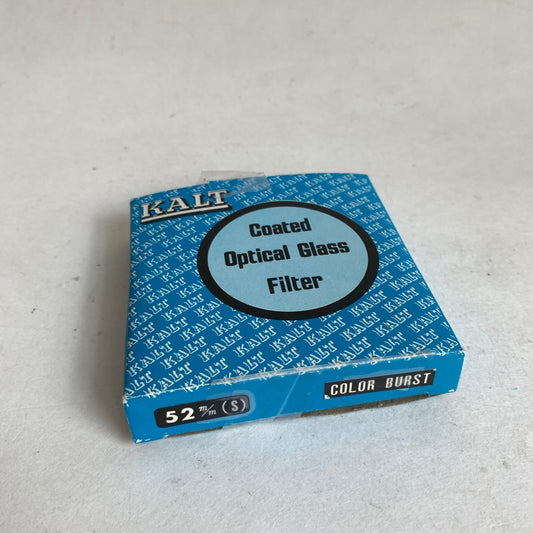 KALT
Coated
Optical Glass
Filter
52 m/m (S)
COLOR BURST